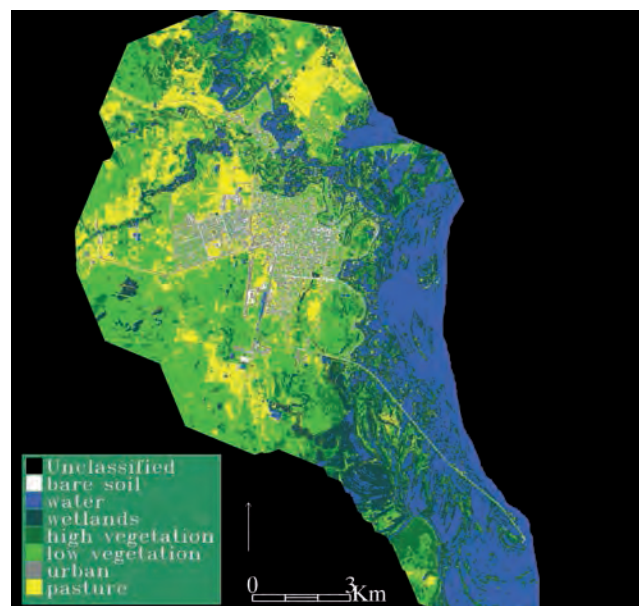 Unclassified
bare soil
water
wetlands
high vegetation
low vegetation
urban
pasture
0 3
Km